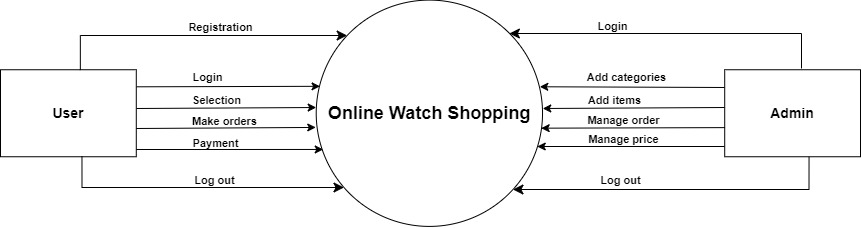 Registration
Login
Login
Add categories
Selection
Add items
User
Online Watch Shopping
Admin
Make orders
Manage order
Payment
Manage price
Log out
Log out